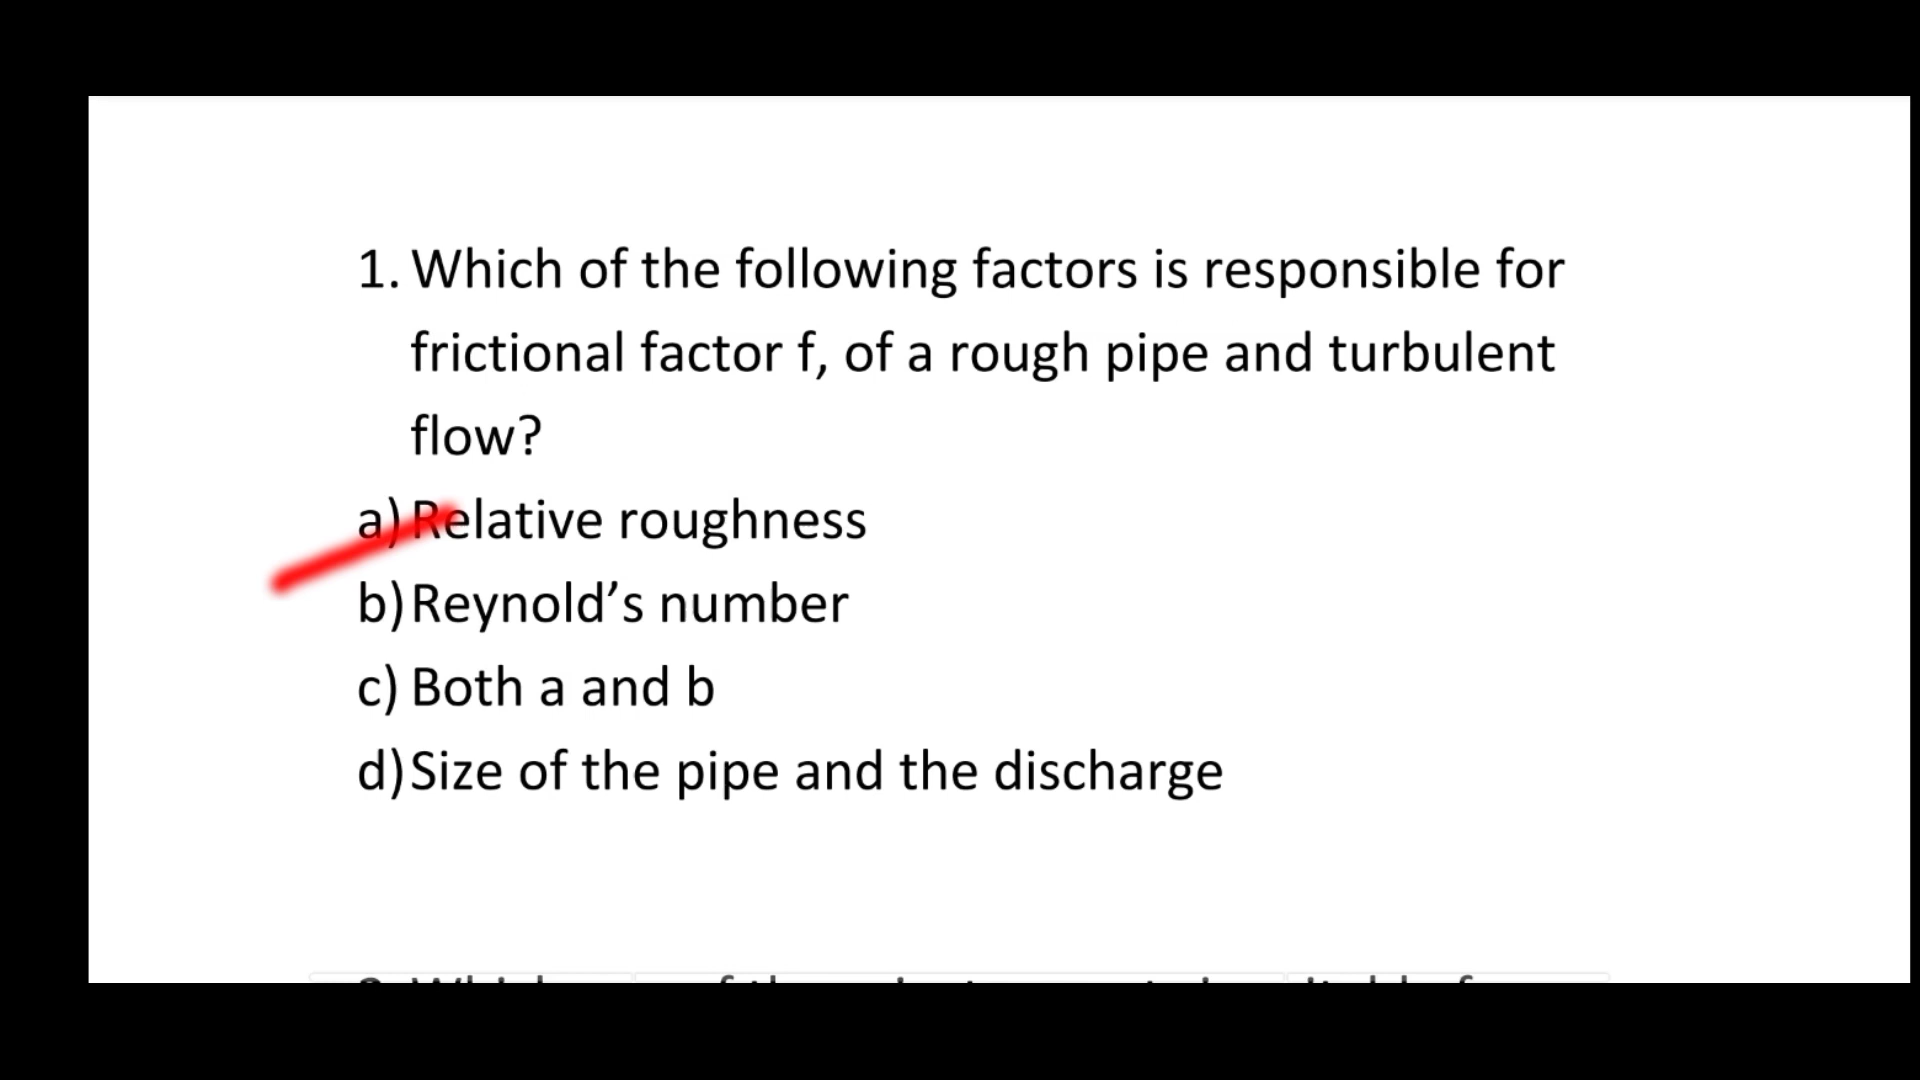 1. Which of the following factors is responsible for
frictional factor f, of a rough pipe and turbulent
flow?
a) Relative roughness
b) Reynold’s number
c) Both a and b
d) Size of the pipe and the discharge